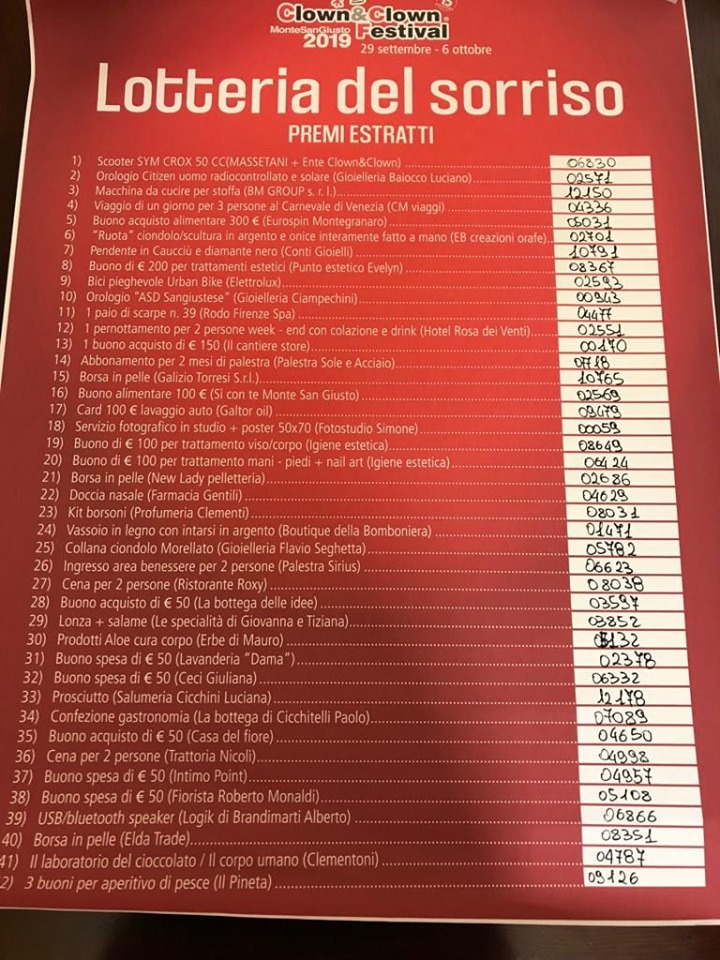 Clown&Clown
MonteSanGiusto Festival
2019 29 settembre - 6 ottobre
Lotteria del sorriso
PREMI ESTRATTI
1) Scooter SYM CROX 50 CC(MASSETANI + Ente Clown&Clown) 06830
2) Orologio Citizen uomo radiocontrollato e solare (Gioielleria Baiocco Luciano) 02571
3) Macchina da cucire per stoffa (BM GROUP s. r. l.) 12150
4) Viaggio di un giorno per 3 persone al Carnevale di Venezia (CM viaggi) 04336
5) Buono acquisto alimentare 300 € (Eurospin Montegranaro) 05031
6) "Ruota" ciondolo/scultura in argento e onice interamente fatto a mano (EB creazioni orafe) 02701
7) Pendente in Caucciù e diamante nero (Conti Gioielli) 10791
8) Buono di € 200 per trattamenti estetici (Punto estetico Evelyn) 08367
9) Bici pieghevole Urban Bike (Elettrolux) 02593
10) Orologio "ASD Sangiustese" (Gioielleria Ciampechini) 00943
11) 1 paio di scarpe n. 39 (Rodo Firenze Spa) 04477
12) 1 pernottamento per 2 persone week - end con colazione e drink (Hotel Rosa dei Venti) 02551
13) 1 buono acquisto di € 150 (Il cantiere store) 00170
14) Abbonamento per 2 mesi di palestra (Palestra Sole e Acciaio) 07718
15) Borsa in pelle (Galizio Torresi S.r.l.) 10765
16) Buono alimentare 100 € (Sì con te Monte San Giusto) 02569
17) Card 100 € lavaggio auto (Galtor oil) 09479
18) Servizio fotografico in studio + poster 50x70 (Fotostudio Simone) 00059
19) Buono di € 100 per trattamento viso/corpo (Igiene estetica) 08649
20) Buono di € 100 per trattamento mani - piedi + nail art (Igiene estetica) 06424
21) Borsa in pelle (New Lady pelletteria) 02686
22) Doccia nasale (Farmacia Gentili) 04629
23) Kit borsoni (Profumeria Clementi) 08031
24) Vassoio in legno con intarsi in argento (Boutique della Bomboniera) 01471
25) Collana ciondolo Morellato (Gioielleria Flavio Seghetta) 05782
26) Ingresso area benessere per 2 persone (Palestra Sirius) 06623
27) Cena per 2 persone (Ristorante Roxy) 08038
28) Buono acquisto di € 50 (La bottega delle idee) 03597
29) Lonza + salame (Le specialità di Giovanna e Tiziana) 03852
30) Prodotti Aloe cura corpo (Erbe di Mauro)
31) Buono spesa di € 50 (Lavanderia "Dama") 02378
32) Buono spesa di € 50 (Ceci Giuliana) 06332
33) Prosciutto (Salumeria Cicchini Luciana) 12178
34) Confezione gastronomia (La bottega di Cicchitelli Paolo) 07089
35) Buono acquisto di € 50 (Casa del fiore) 04650
36) Cena per 2 persone (Trattoria Nicolì) 04998
37) Buono spesa di € 50 (Intimo Point) 04957
38) Buono spesa di € 50 (Fiorista Roberto Monaldi) 05108
39) USB/bluetooth speaker (Logik di Brandimarti Alberto) 06866
40) Borsa in pelle (Elda Trade) 08351
41) Il laboratorio del cioccolato / Il corpo umano (Clementoni) 04787
2) 3 buoni per aperitivo di pesce (Il Pineta) 09126